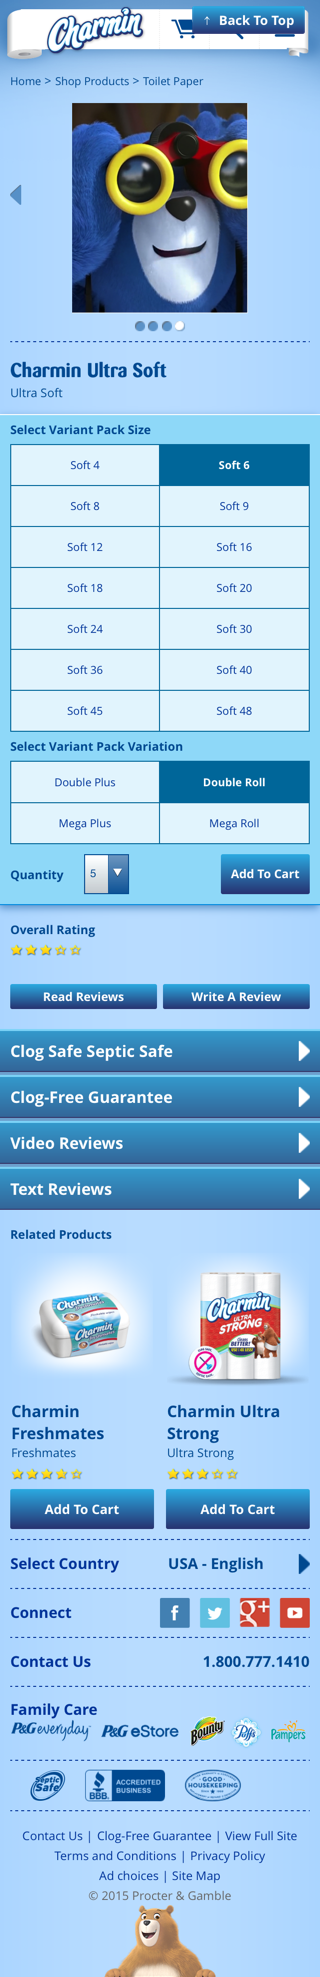 Charmin
↑ Back To Top
Home > Shop Products > Toilet Paper
Charmin Ultra Soft
Ultra Soft
Select Variant Pack Size
Soft 4
Soft 6
Soft 8
Soft 9
Soft 12
Soft 16
Soft 18
Soft 20
Soft 24
Soft 30
Soft 36
Soft 40
Soft 45
Soft 48
Select Variant Pack Variation
Double Plus
Double Roll
Mega Plus
Mega Roll
Quantity
5
Add To Cart
Overall Rating
Read Reviews
Write A Review
Clog Safe Septic Safe
Clog-Free Guarantee
Video Reviews
Text Reviews
Related Products
Charmin
Charmin
Charmin
ULTRA
STRONG
Charmin
Freshmates
Freshmates
Charmin Ultra
Strong
Ultra Strong
Add To Cart
Add To Cart
Select Country
USA - English
Connect
Contact Us
1.800.777.1410
Family Care
P&G everyday
P&G eStore
Bounty
Puffs
Pampers
Septic
Safe
BBB.
ACCREDITED
BUSINESS
GOOD
HOUSEKEEPING
Contact Us | Clog-Free Guarantee | View Full Site
Terms and Conditions | Privacy Policy
Ad choices | Site Map
© 2015 Procter & Gamble